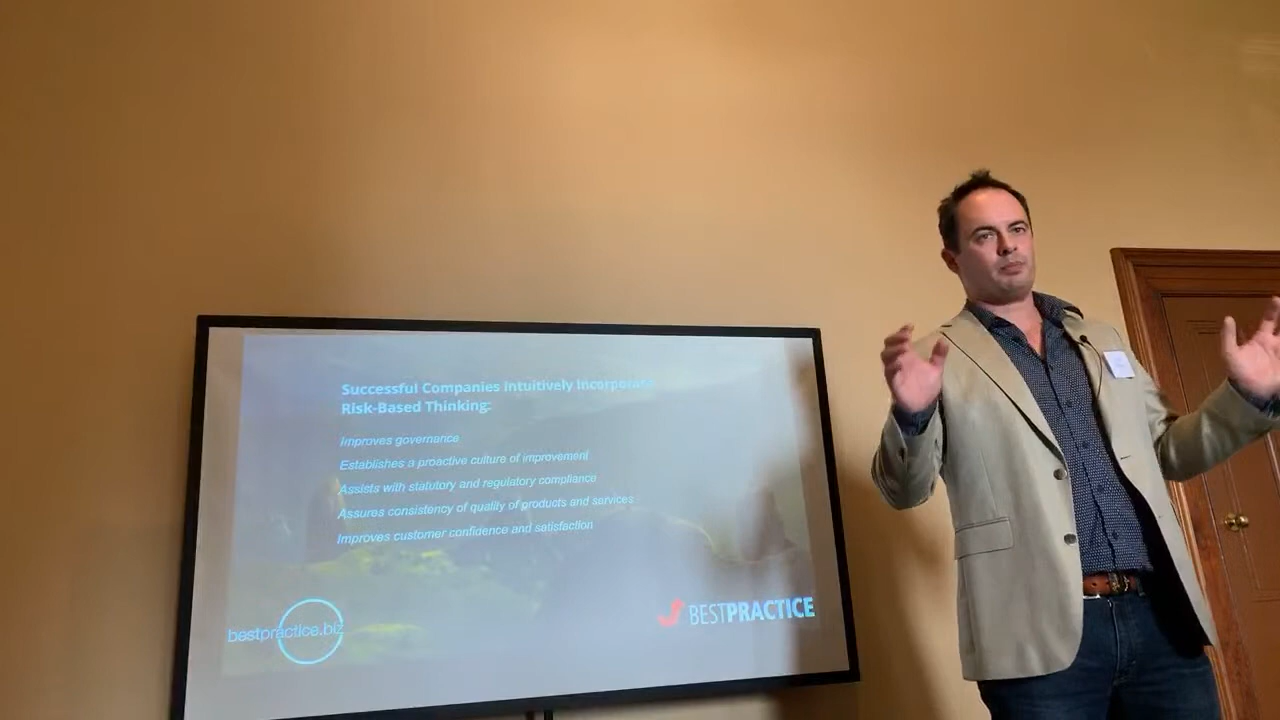 Successful Companies Intuitively Incorporate
Risk-Based Thinking:
Improves governance
Establishes a proactive culture of improvement
Assists with statutory and regulatory compliance
Assures consistency of quality of products and services
Improves customer confidence and satisfaction
bestpractice.biz
BESTPRACTICE